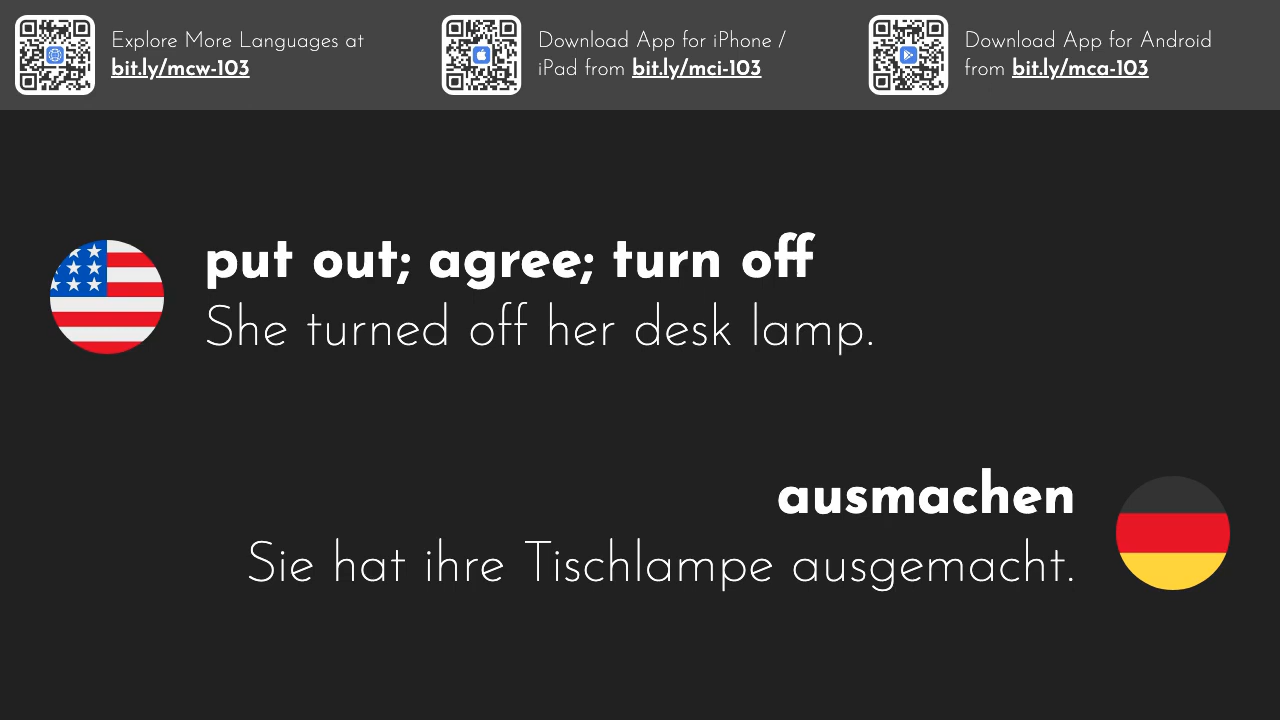 Explore More Languages at
bit.ly/mcw-103
Download App for iPhone /
iPad from bit.ly/mci-103
Download App for Android
from bit.ly/mca-103
put out; agree; turn off
She turned off her desk lamp.
ausmachen
Sie hat ihre Tischlampe ausgemacht.